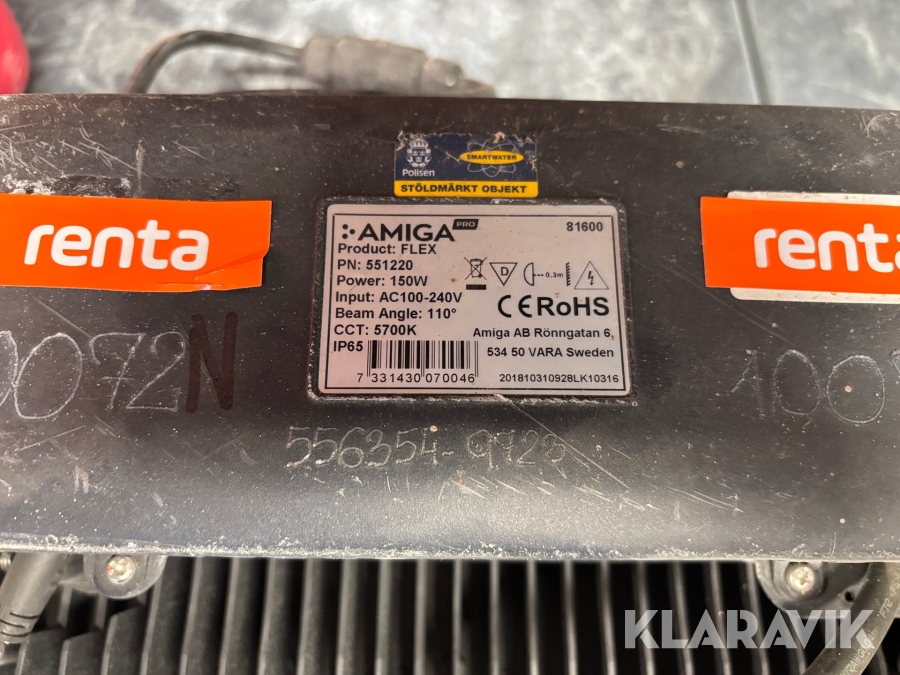 Polisen
SMARTWATER
STÖLDMÄRKT OBJEKT
renta
renta
AMIGA PRO
81600
Product: FLEX
PN: 551220
Power: 150W
Input: AC100-240V
Beam Angle: 110°
CCT: 5700K
IP65
D
0.3m
CE RoHS
Amiga AB Rönngatan 6,
534 50 VARA Sweden
7 331430 070046
201810310928LK10316
0072N
1001
556354-9723
KLARAVIK